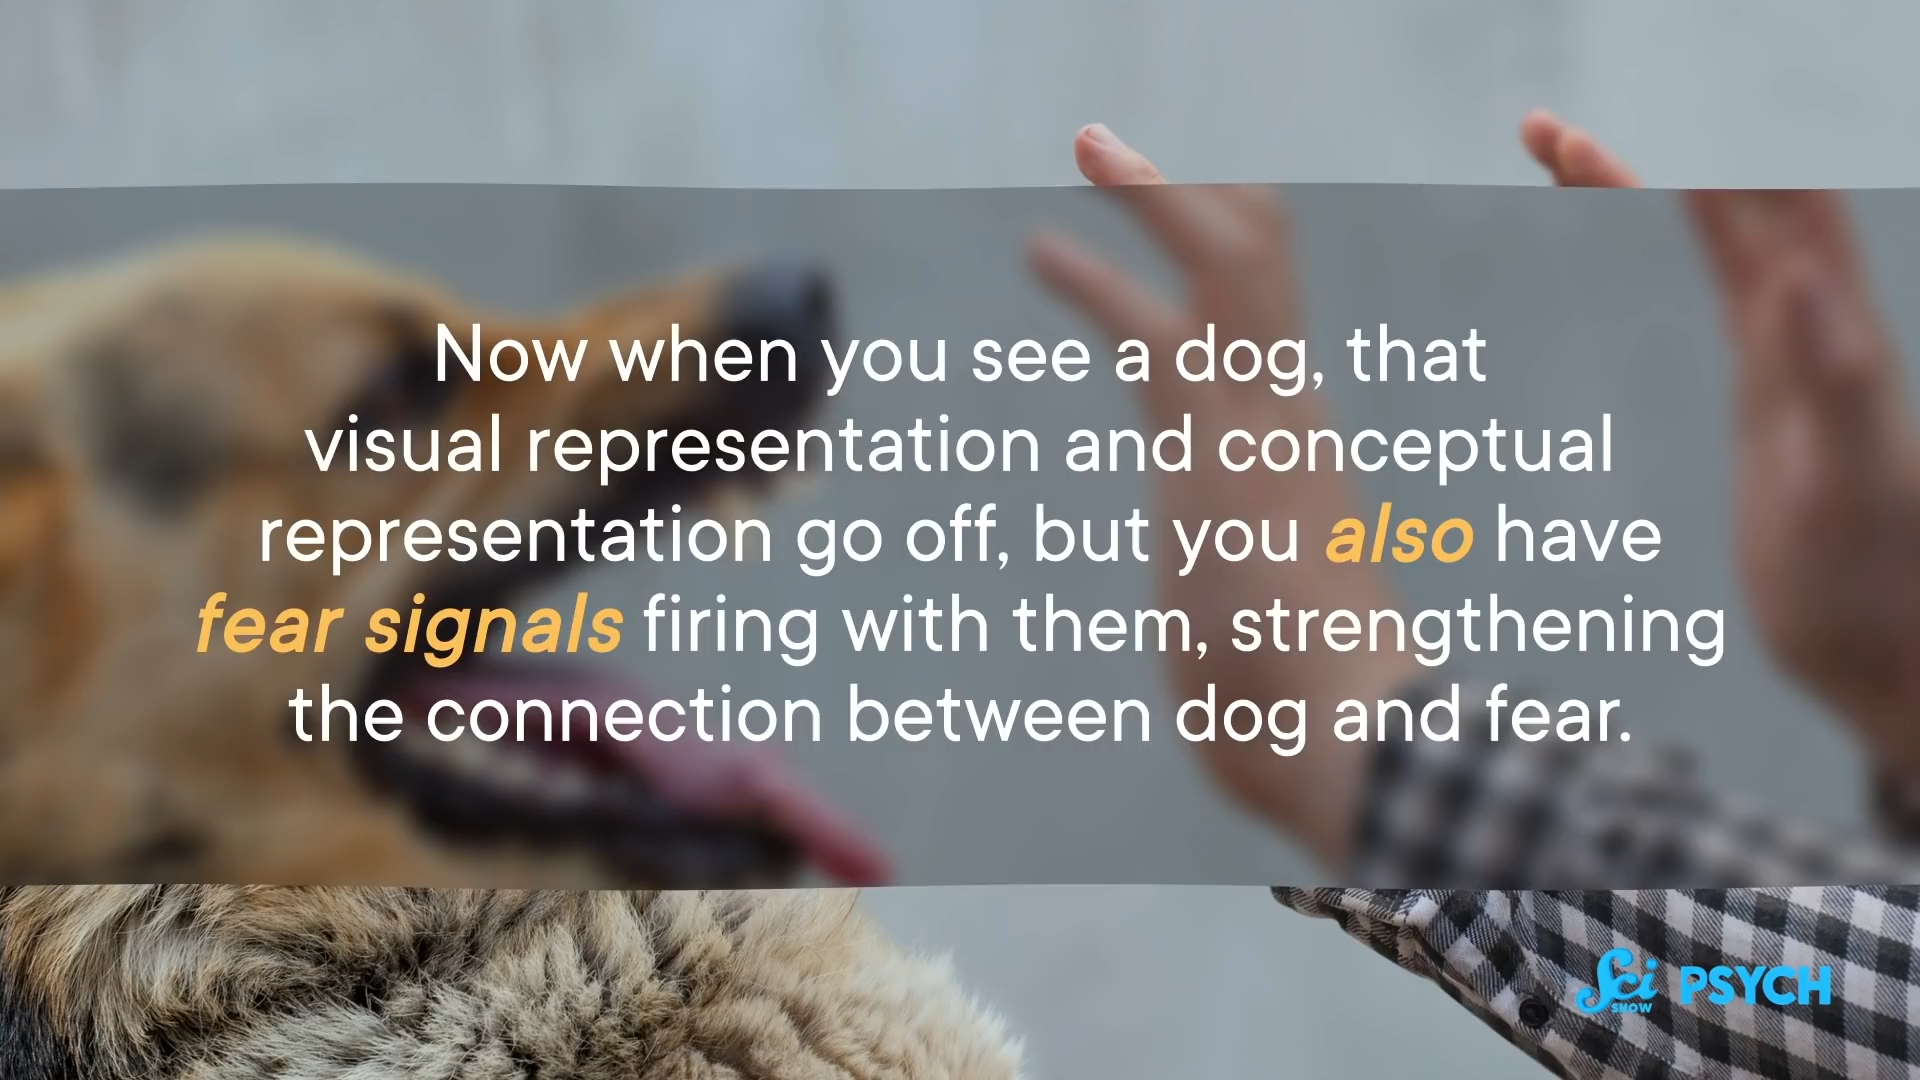 Now when you see a dog, that
visual representation and conceptual
representation go off, but you also have
fear signals firing with them, strengthening
the connection between dog and fear.
Sci SHOW PSYCH